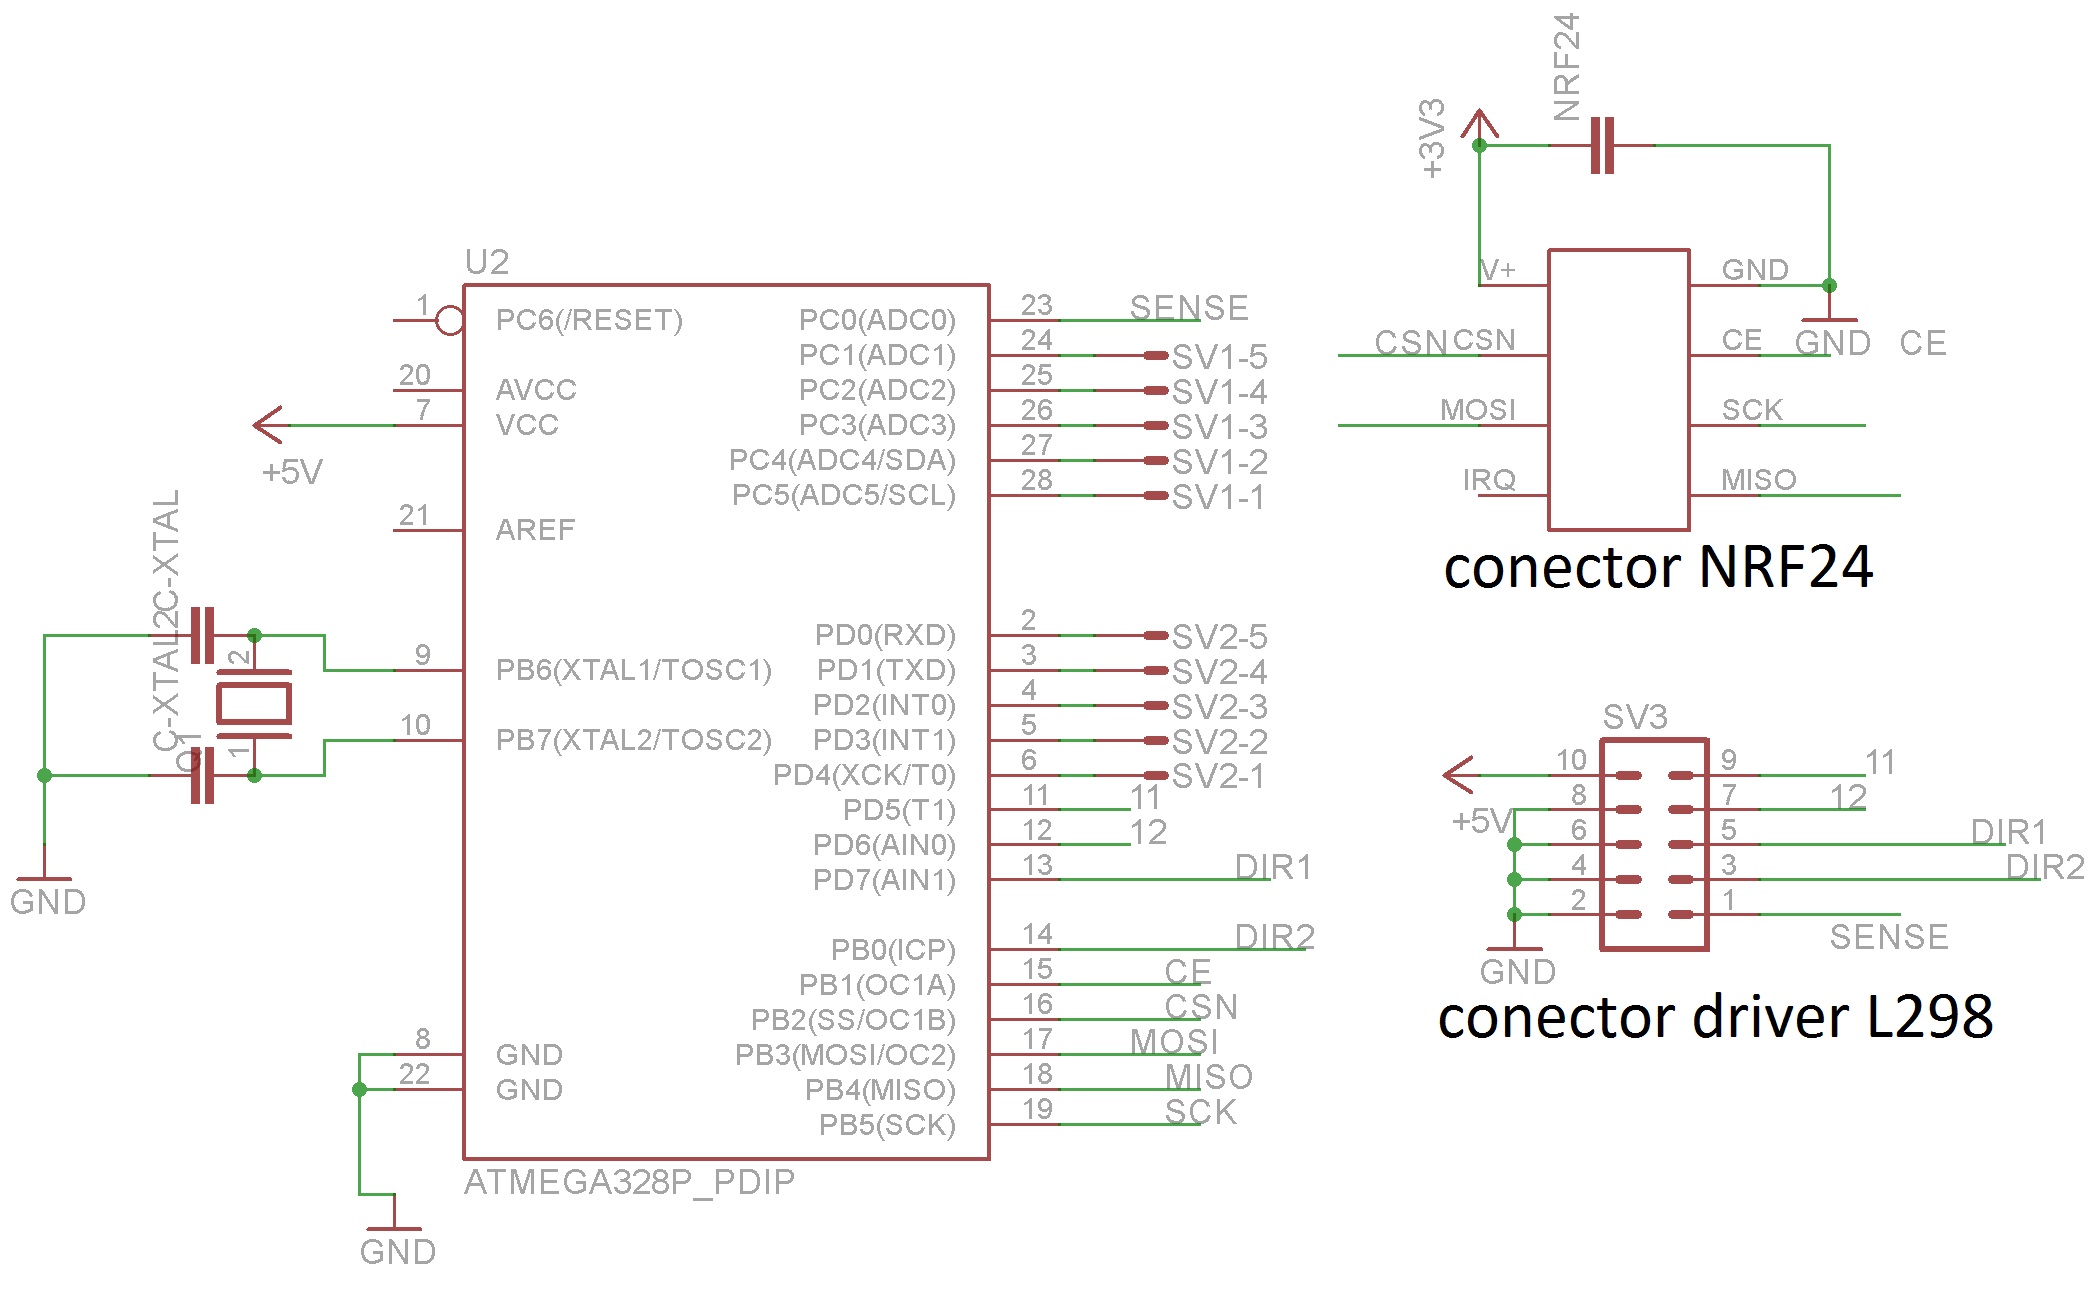 U2
1
PC6(/RESET)
20
AVCC
7
VCC
+5V
21
AREF
C-XTAL
C-XTAL2
2
1
Q1
9
PB6(XTAL1/TOSC1)
10
PB7(XTAL2/TOSC2)
GND
8
GND
22
GND
GND
ATMEGA328P_PDIP
PC0(ADC0) 23 SENSE
PC1(ADC1) 24 SV1-5
PC2(ADC2) 25 SV1-4
PC3(ADC3) 26 SV1-3
PC4(ADC4/SDA) 27 SV1-2
PC5(ADC5/SCL) 28 SV1-1
PD0(RXD) 2 SV2-5
PD1(TXD) 3 SV2-4
PD2(INT0) 4 SV2-3
PD3(INT1) 5 SV2-2
PD4(XCK/T0) 6 SV2-1
PD5(T1) 11 11
PD6(AIN0) 12 12
PD7(AIN1) 13 DIR1
PB0(ICP) 14 DIR2
PB1(OC1A) 15 CE
PB2(SS/OC1B) 16 CSN
PB3(MOSI/OC2) 17 MOSI
PB4(MISO) 18 MISO
PB5(SCK) 19 SCK
NRF24
+3V3
V+ GND
CSN CSN CE GND CE
MOSI SCK
IRQ MISO
conector NRF24
SV3
10 9 11
8 7 12
+5V
6 5 DIR1
4 3 DIR2
2 1 SENSE
GND
conector driver L298